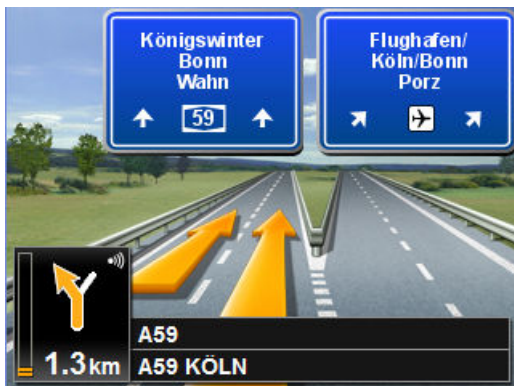 Königswinter
Bonn
Wahn
59
Flughafen/
Köln/Bonn
Porz
1.3km
A59
A59 KÖLN